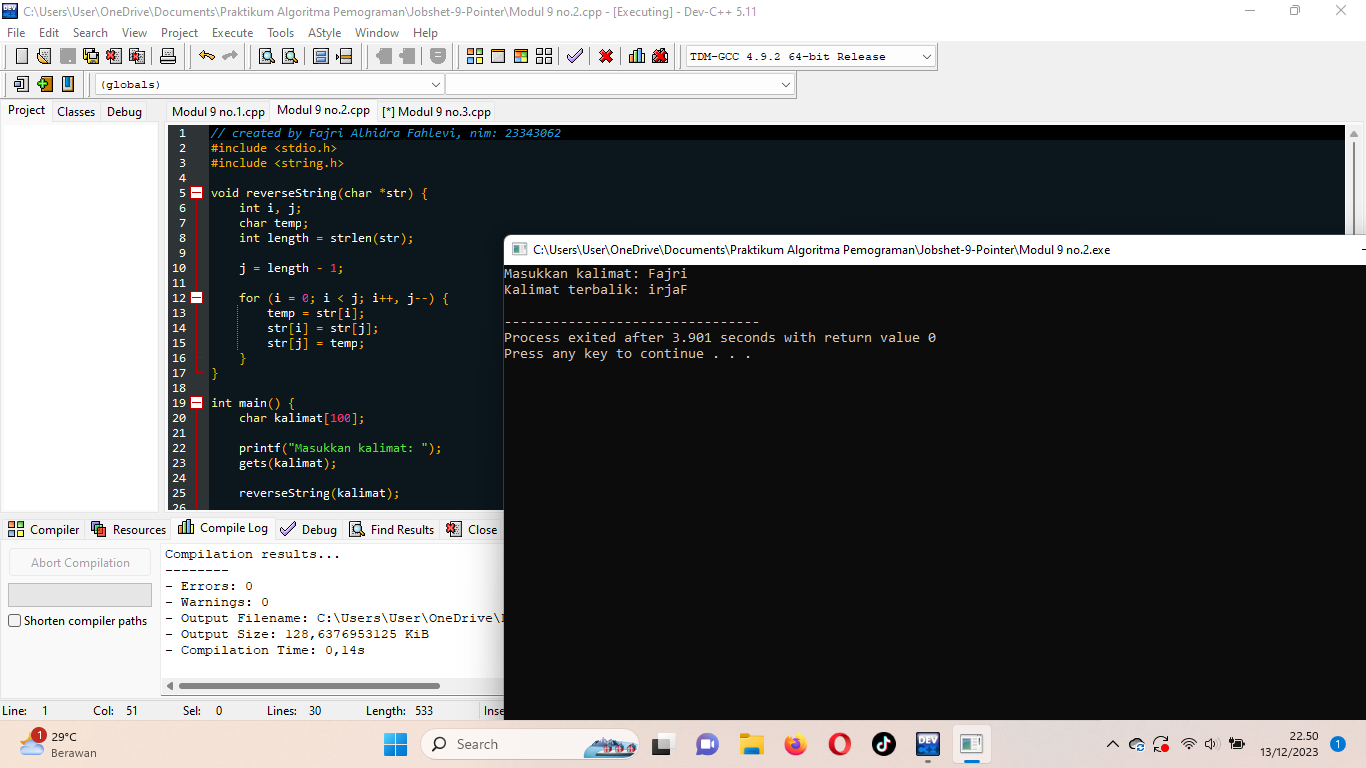 C:\Users\User\OneDrive\Documents\Praktikum Algoritma Pemograman\Jobshet-9-Pointer\Modul 9 no.2.cpp - [Executing] - Dev-C++ 5.11
File Edit Search View Project Execute Tools AStyle Window Help
TDM-GCC 4.9.2 64-bit Release
(globals)
Project Classes Debug Modul 9 no.1.cpp Modul 9 no.2.cpp [*] Modul 9 no.3.cpp
1 // created by Fajri Alhidra Fahlevi, nim: 23343062
2 #include <stdio.h>
3 #include <string.h>
4
5 void reverseString(char *str) {
6 int i, j;
7 char temp;
8 int length = strlen(str);
9
10 j = length - 1;
11
12 for (i = 0; i < j; i++, j--) {
13 temp = str[i];
14 str[i] = str[j];
15 str[j] = temp;
16 }
17 }
18
19 int main() {
20 char kalimat[100];
21
22 printf("Masukkan kalimat: ");
23 gets(kalimat);
24
25 reverseString(kalimat);
26
C:\Users\User\OneDrive\Documents\Praktikum Algoritma Pemograman\Jobshet-9-Pointer\Modul 9 no.2.exe
Masukkan kalimat: Fajri
Kalimat terbalik: irjaF
--------------------------------
Process exited after 3.901 seconds with return value 0
Press any key to continue . . .
Compiler Resources Compile Log Debug Find Results Close
Abort Compilation
Shorten compiler paths
Compilation results...
--------
- Errors: 0
- Warnings: 0
- Output Filename: C:\Users\User\OneDrive\
- Output Size: 128,6376953125 KiB
- Compilation Time: 0,14s
Line: 1 Col: 51 Sel: 0 Lines: 30 Length: 533 Inse
1
29°C
Berawan
Search
DEV
22.50
13/12/2023
1